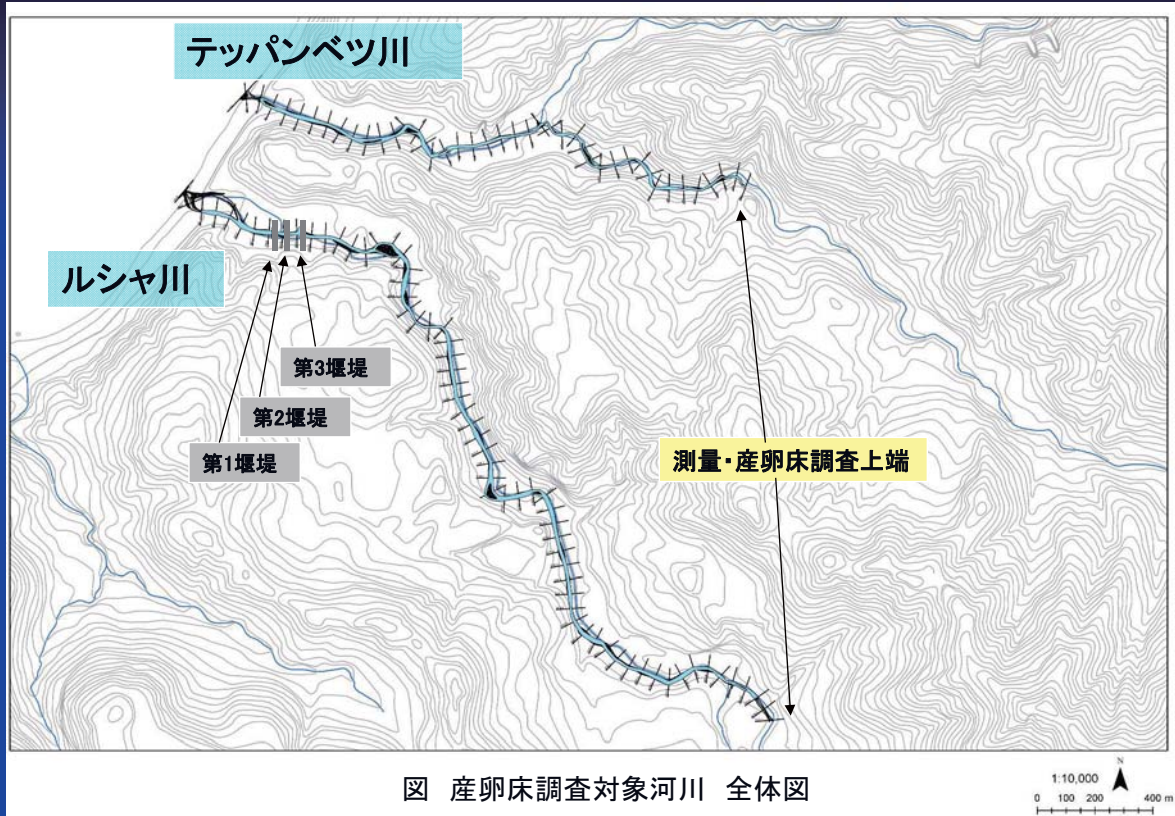 テッパンベツ川
ルシャ川
第3堰堤
第2堰堤
第1堰堤
測量・産卵床調査上端
図 産卵床調査対象河川 全体図
N
1:10,000
0 100 200 400 m